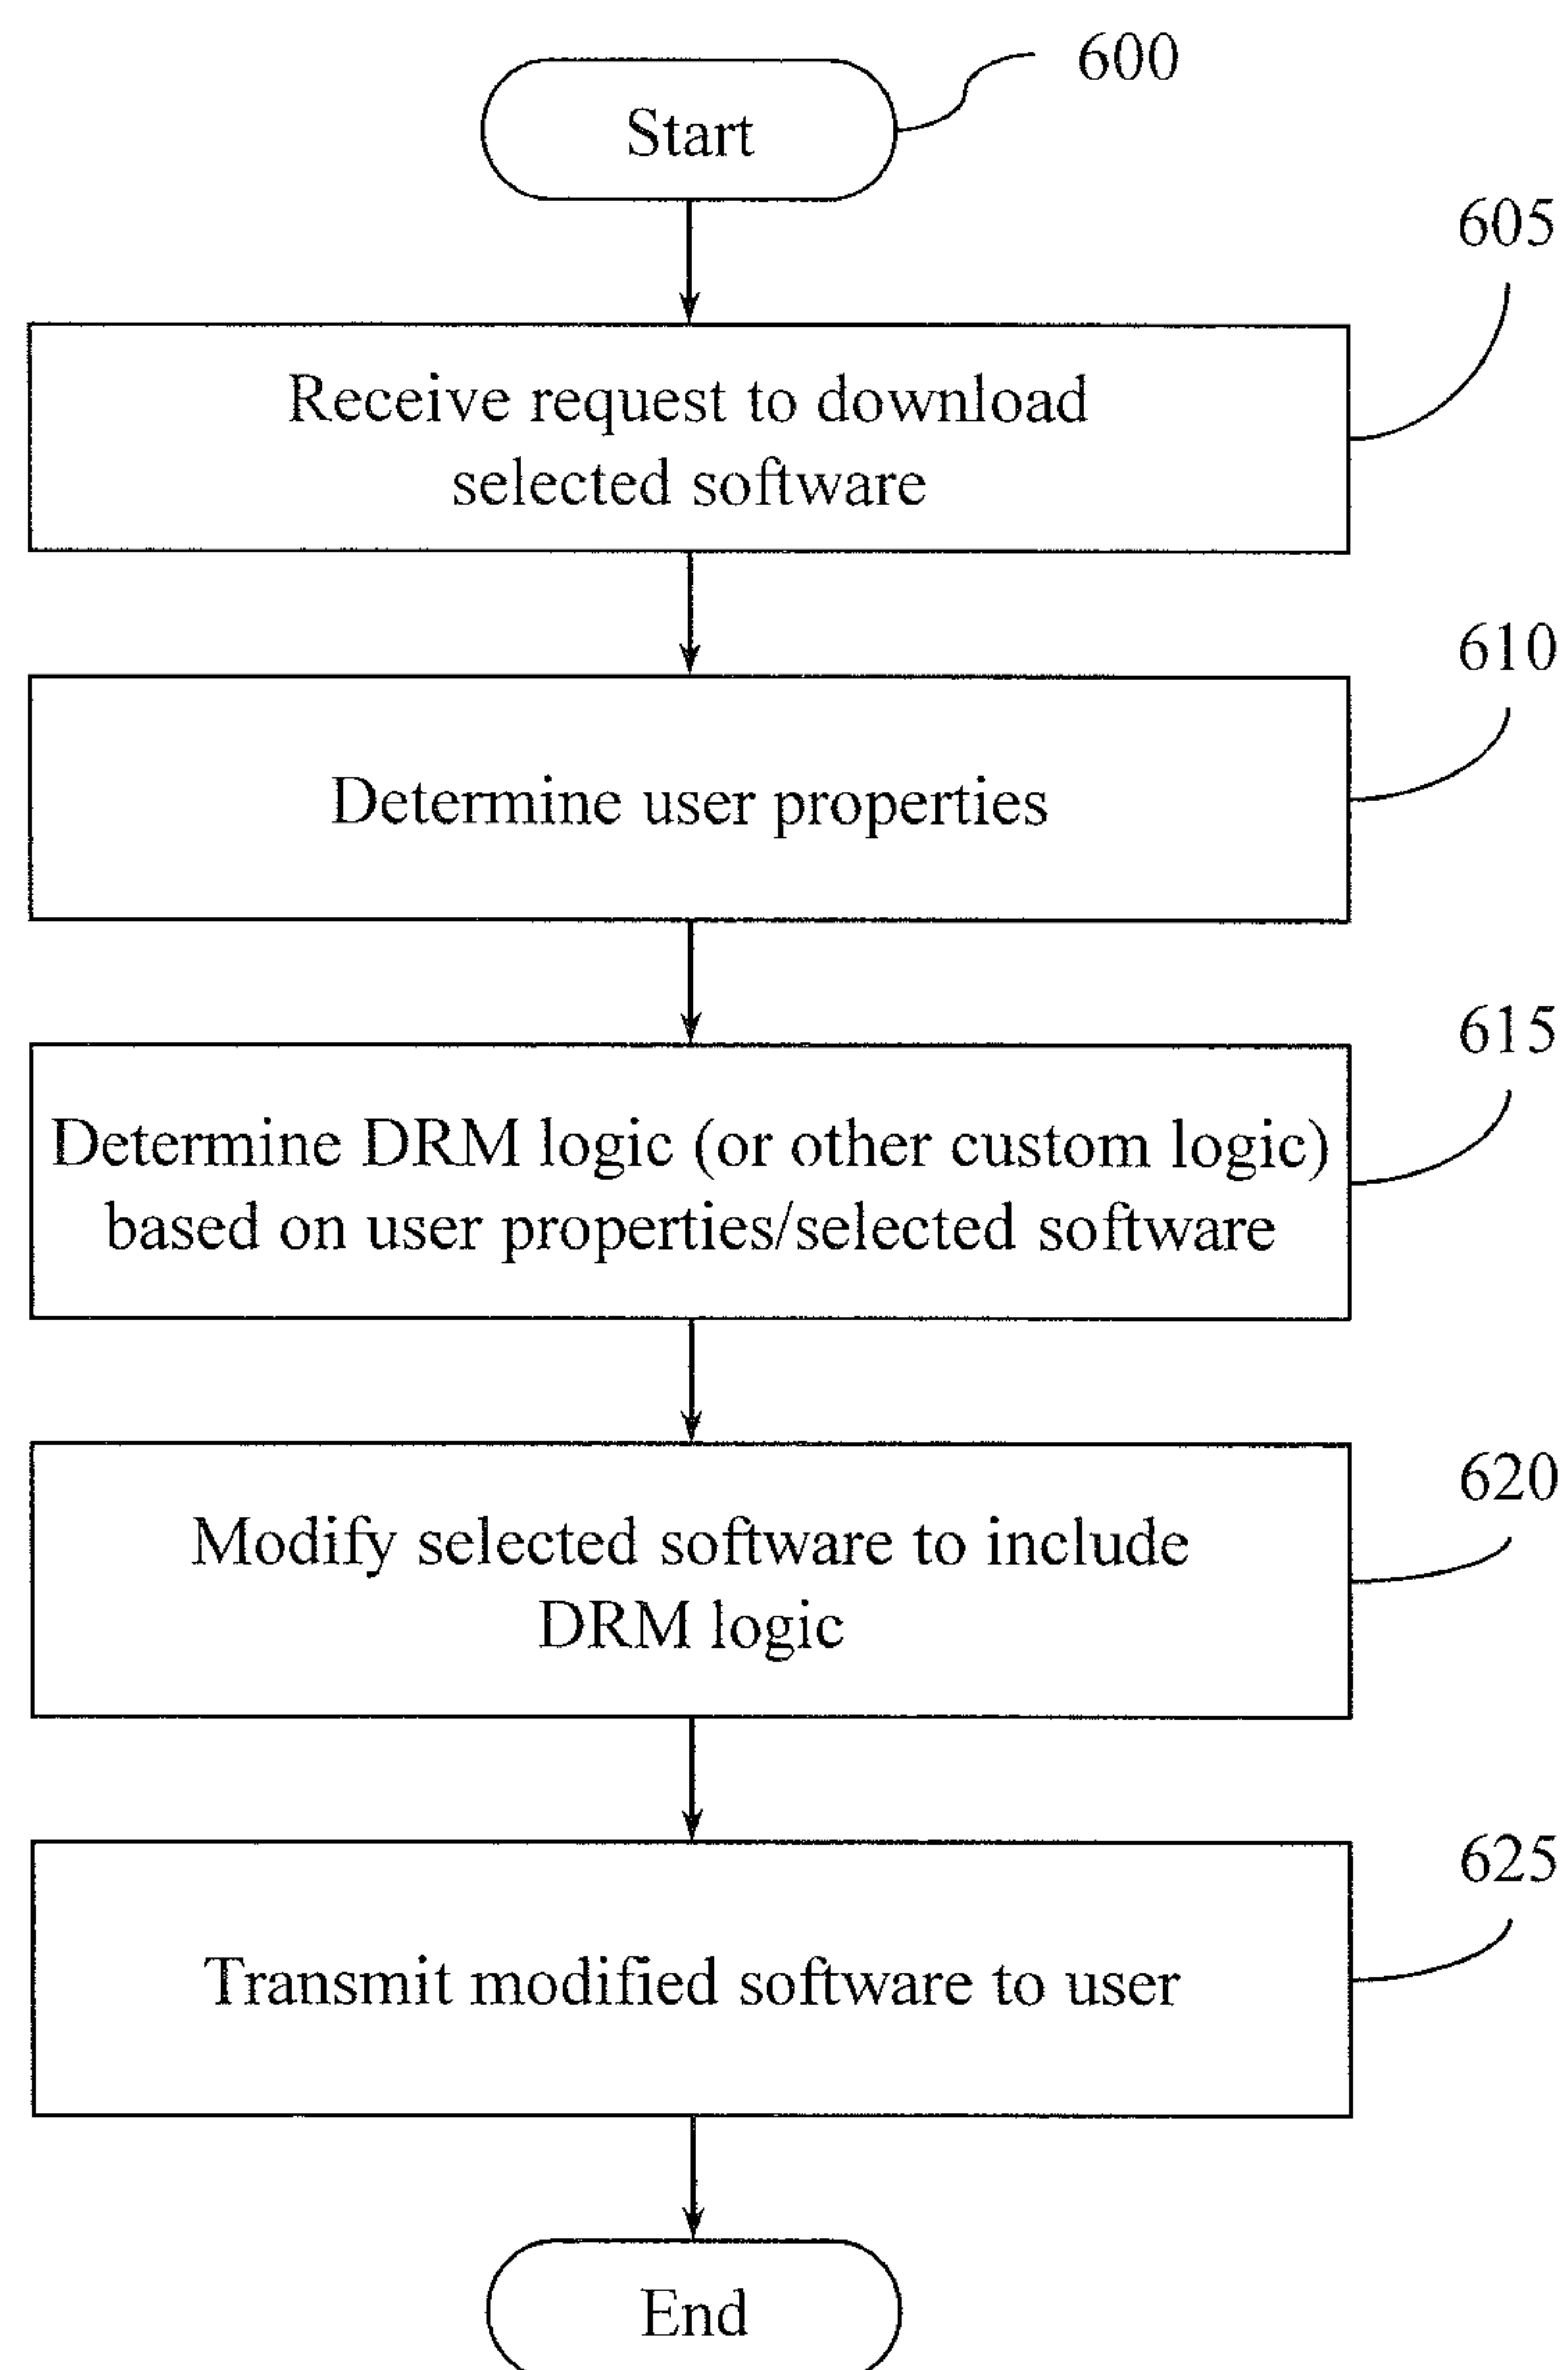 Start
600
605
Receive request to download
selected software
610
Determine user properties
615
Determine DRM logic (or other custom logic)
based on user properties/selected software
620
Modify selected software to include
DRM logic
625
Transmit modified software to user
End